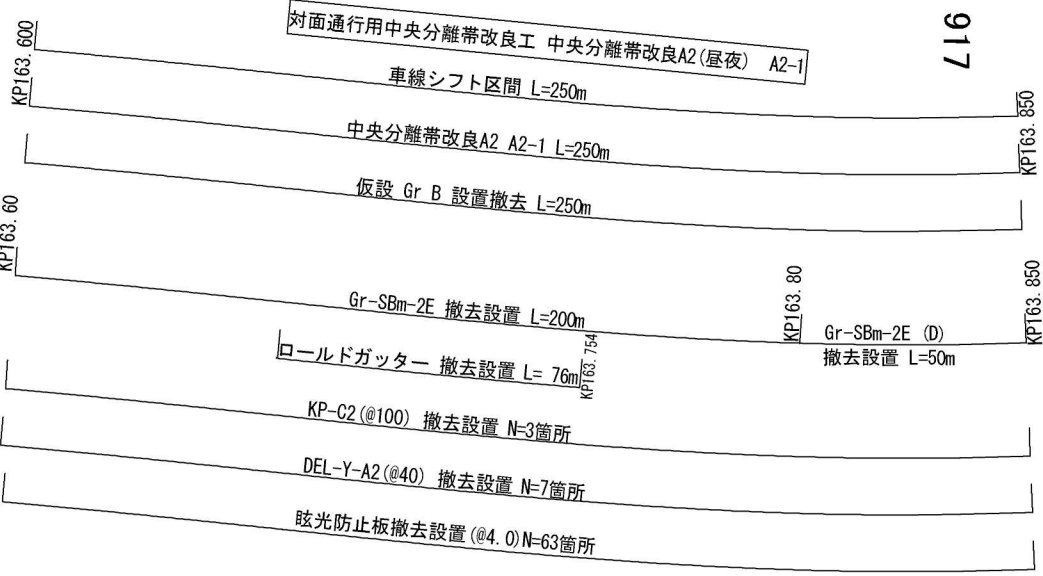 対面通行用中央分離帯改良工 中央分離帯改良A2(昼夜) A2-1
917
KP163.600
車線シフト区間 L=250m
KP163.850
中央分離帯改良A2 A2-1 L=250m
仮設 Gr B 設置撤去 L=250m
KP163.60
Gr-SBm-2E 撤去設置 L=200m
KP163.80
Gr-SBm-2E (D)
撤去設置 L=50m
KP163.850
ロールドガッター 撤去設置 L= 76m
KP163.754
KP-C2(@100) 撤去設置 N=3箇所
DEL-Y-A2(@40) 撤去設置 N=7箇所
眩光防止板撤去設置(@4.0)N=63箇所